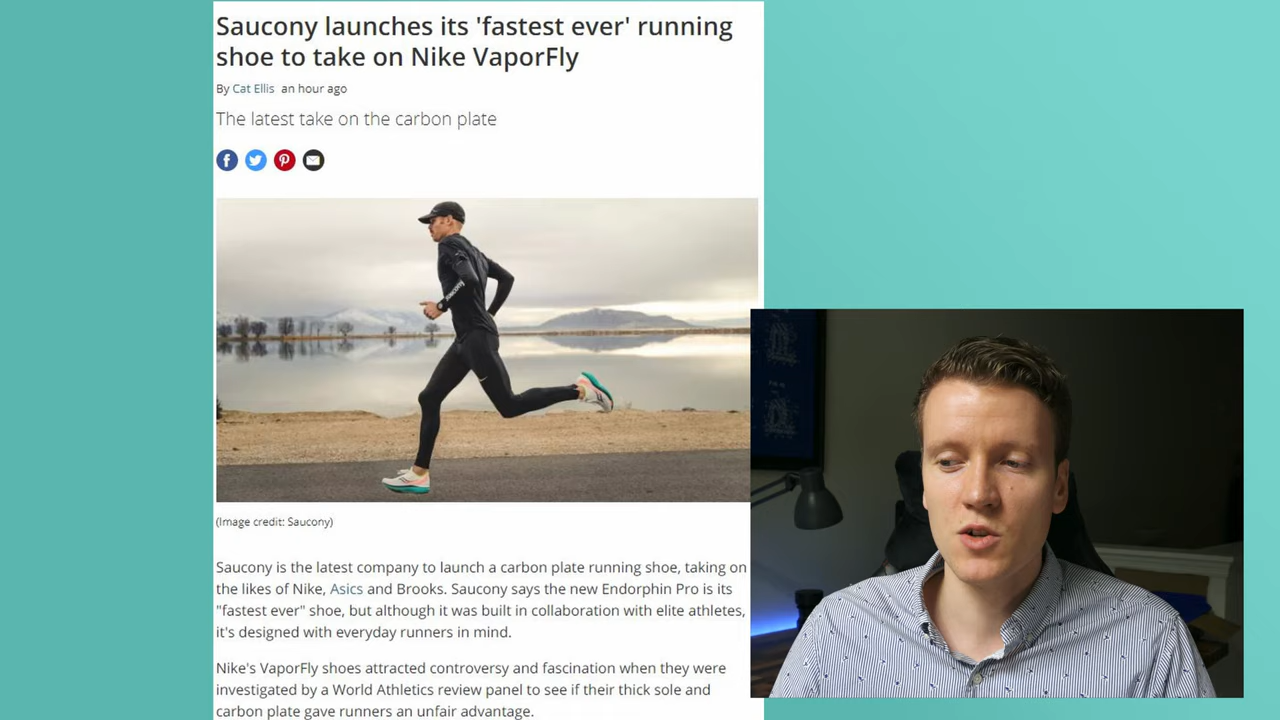 Saucony launches its 'fastest ever' running
shoe to take on Nike VaporFly
By Cat Ellis an hour ago
The latest take on the carbon plate
(Image credit: Saucony)
Saucony is the latest company to launch a carbon plate running shoe, taking on
the likes of Nike, Asics and Brooks. Saucony says the new Endorphin Pro is its
"fastest ever" shoe, but although it was built in collaboration with elite athletes,
it's designed with everyday runners in mind.
Nike's VaporFly shoes attracted controversy and fascination when they were
investigated by a World Athletics review panel to see if their thick sole and
carbon plate gave runners an unfair advantage.